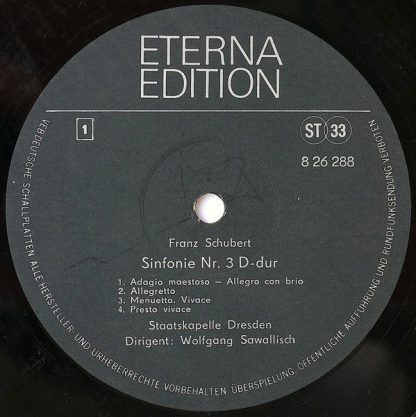 ETERNA
EDITION
1
ST 33
8 26 288
Franz Schubert
Sinfonie Nr. 3 D-dur
1. Adagio maestoso – Allegro con brio
2. Allegretto
3. Menuetto. Vivace
4. Presto vivace
Staatskapelle Dresden
Dirigent: Wolfgang Sawallisch
VEB DEUTSCHE SCHALLPLATTEN ALLE HERSTELLER- UND URHEBERRECHTE VORBEHALTEN · ÜBERSPIELUNG, ÖFFENTLICHE AUFFÜHRUNG UND RUNDFUNKSENDUNG VERBOTEN